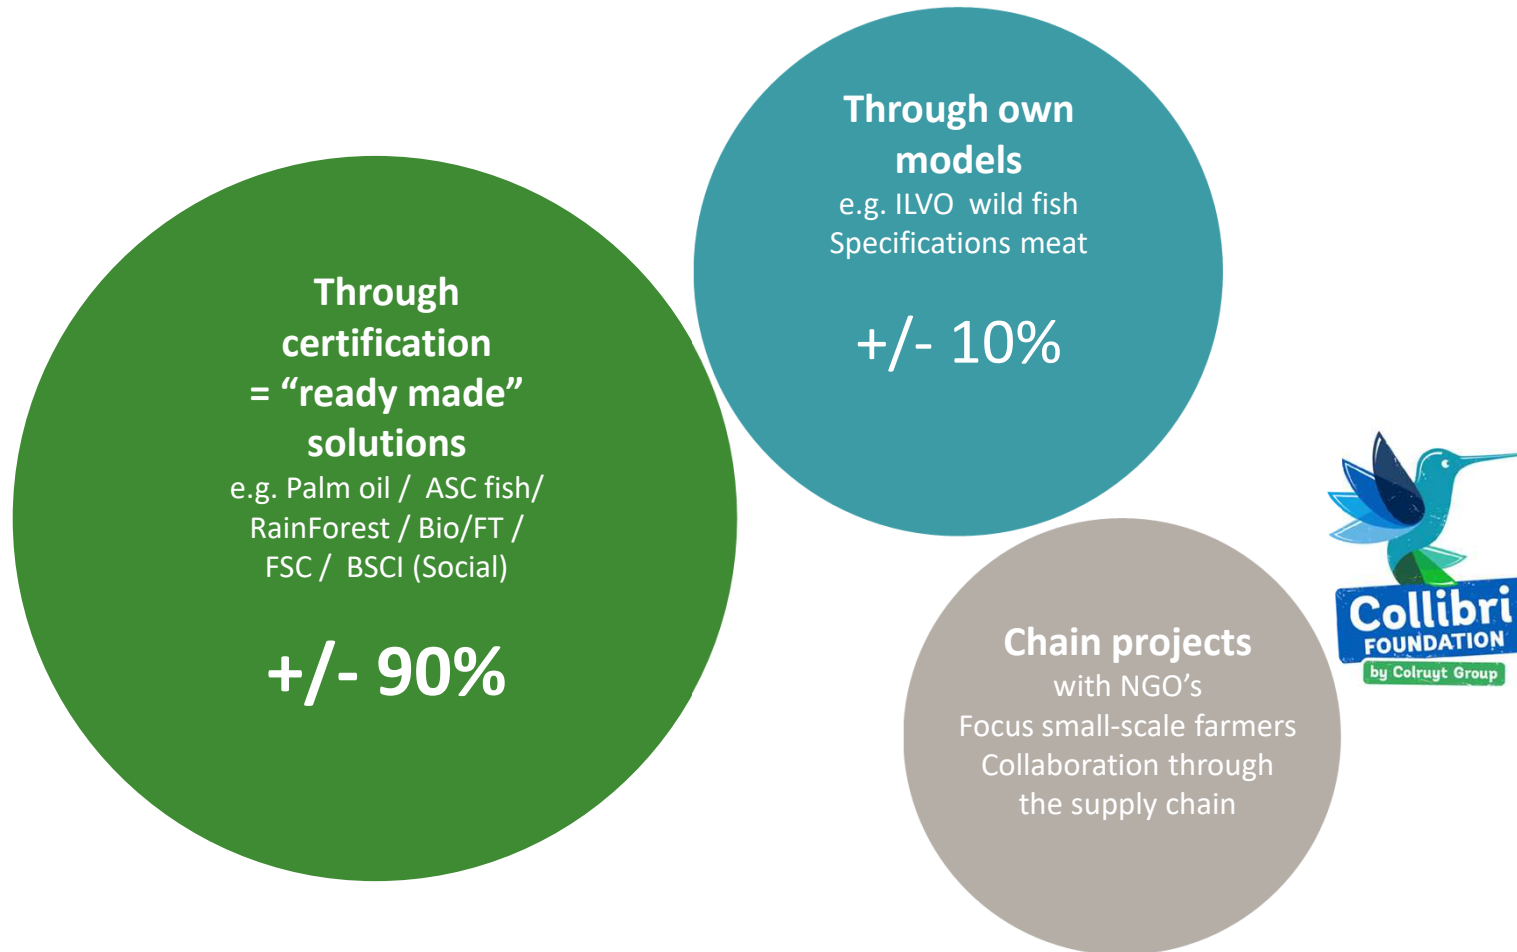 Through
certification
= “ready made”
solutions
e.g. Palm oil / ASC fish/
RainForest / Bio/FT /
FSC / BSCI (Social)
+/- 90%
Through own
models
e.g. ILVO wild fish
Specifications meat
+/- 10%
Chain projects
with NGO’s
Focus small-scale farmers
Collaboration through
the supply chain
Collibri
FOUNDATION
by Colruyt Group